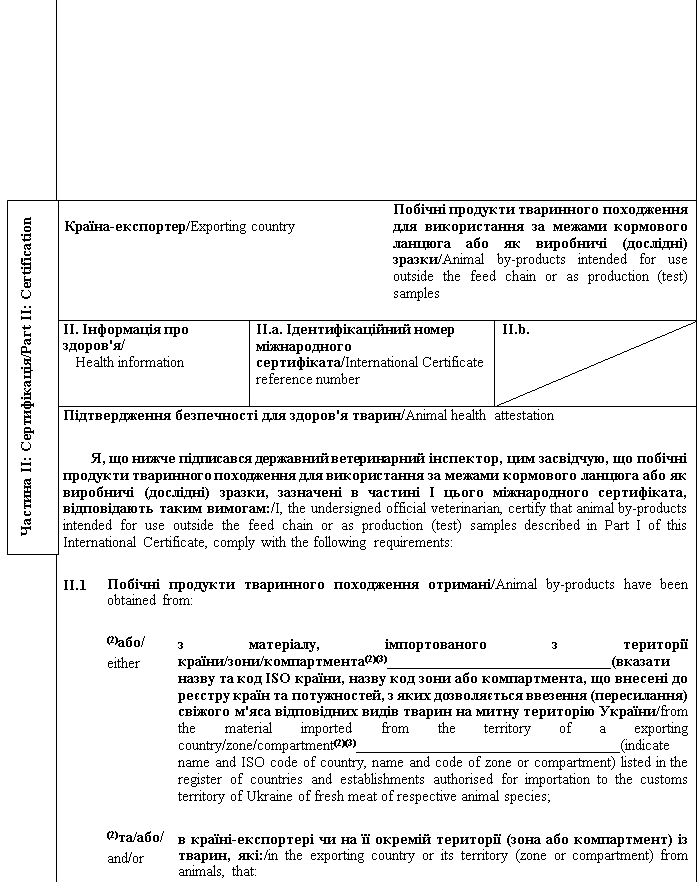 Частина II: Сертифікація/Part II: Certification
Країна-експортер/Exporting country
Побічні продукти тваринного походження
для використання за межами кормового
ланцюга або як виробничі (дослідні)
зразки/Animal by-products intended for use
outside the feed chain or as production (test)
samples
II. Інформація про
здоров'я/
Health information
II.a. Ідентифікаційний номер
міжнародного
сертифіката/International Certificate
reference number
II.b.
Підтвердження безпечності для здоров'я тварин/Animal health attestation
Я, що нижче підписався державний ветеринарний інспектор, цим засвідчую, що побічні
продукти тваринного походження для використання за межами кормового ланцюга або як
виробничі (дослідні) зразки, зазначені в частині I цього міжнародного сертифіката,
відповідають таким вимогам:/I, the undersigned official veterinarian, certify that animal by-products
intended for use outside the feed chain or as production (test) samples described in Part I of this
International Certificate, comply with the following requirements:
II.1 Побічні продукти тваринного походження отримані/Animal by-products have been
obtained from:
(2)або/
either
з матеріалу, імпортованого з території
країни/зони/компартмента(2)(3)________________________________(вказати
назву та код ISO країни, назву код зони або компартмента, що внесені до
реєстру країн та потужностей, з яких дозволяється ввезення (пересилання)
свіжого м'яса відповідних видів тварин на митну територію України/from
the material imported from the territory of a exporting
country/zone/compartment(2)(3)______________________________________(indicate
name and ISO code of country, name and code of zone or compartment) listed in the
register of countries and establishments authorised for importation to the customs
territory of Ukraine of fresh meat of respective animal species;
(2)та/або/
and/or
в країні-експортері чи на її окремій території (зона або компартмент) із
тварин, які:/in the exporting country or its territory (zone or compartment) from
animals, that: